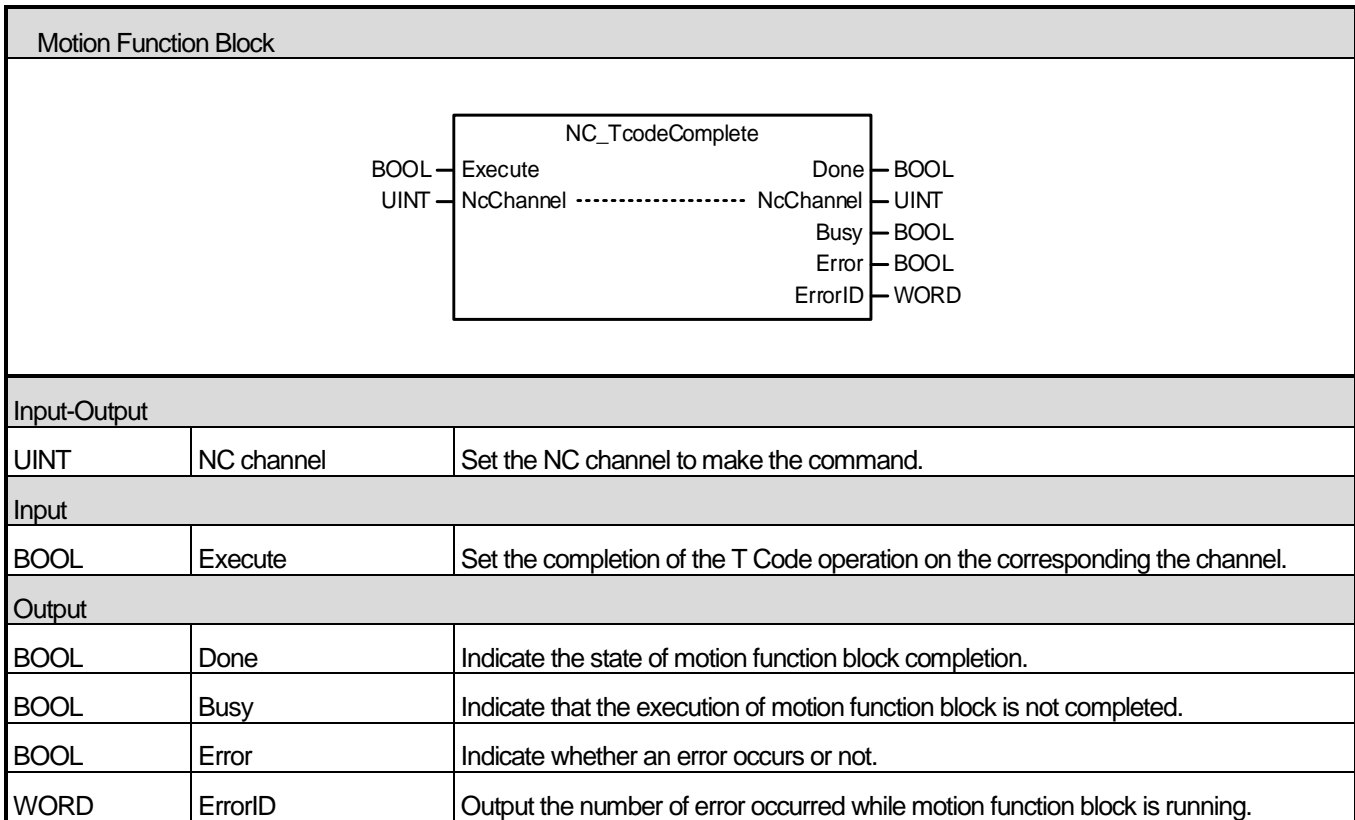 Motion Function Block
NC_TcodeComplete
BOOL Execute Done BOOL
UINT NcChannel NcChannel UINT
Busy BOOL
Error BOOL
ErrorID WORD
Input-Output
UINT NC channel Set the NC channel to make the command.
Input
BOOL Execute Set the completion of the T Code operation on the corresponding the channel.
Output
BOOL Done Indicate the state of motion function block completion.
BOOL Busy Indicate that the execution of motion function block is not completed.
BOOL Error Indicate whether an error occurs or not.
WORD ErrorID Output the number of error occurred while motion function block is running.